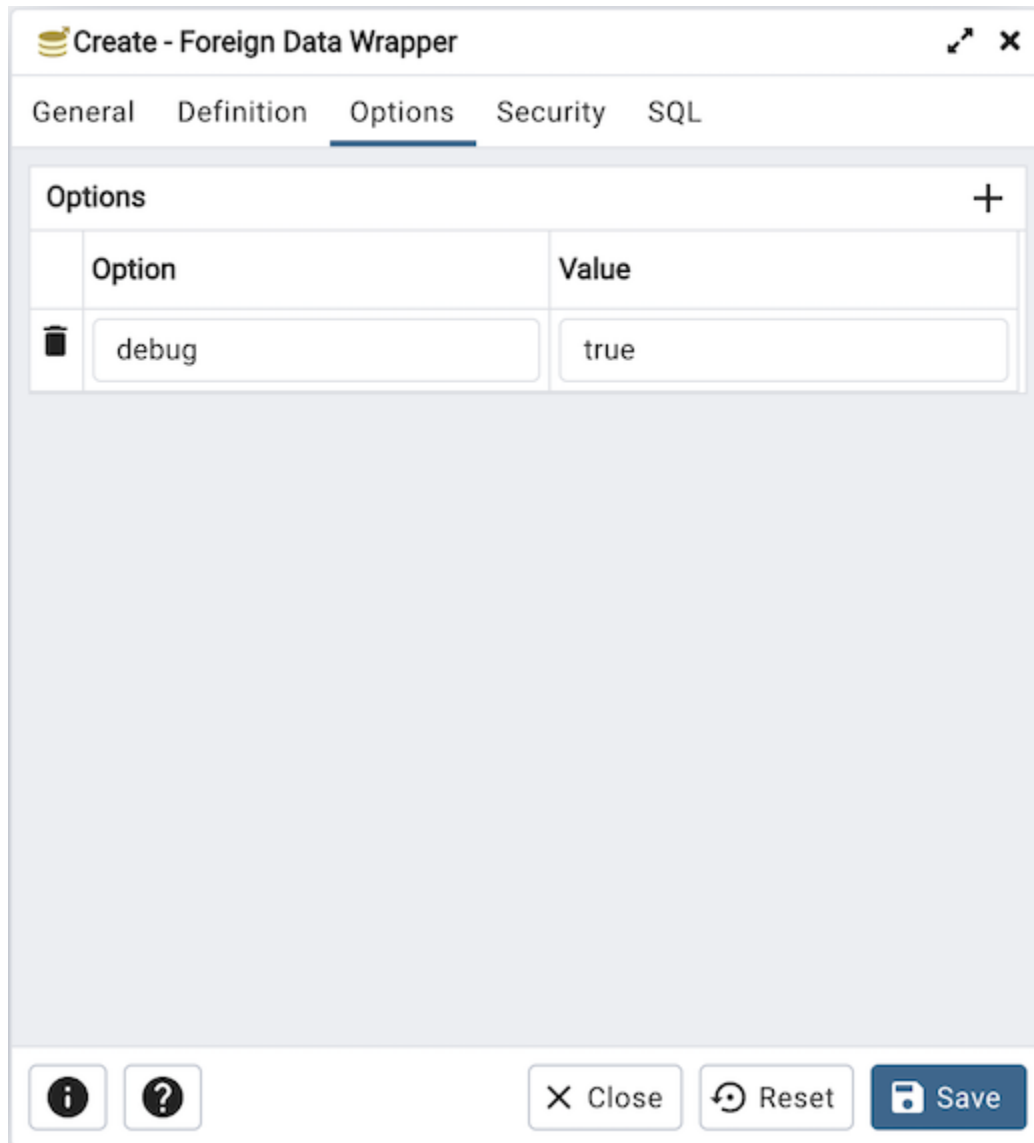 Create - Foreign Data Wrapper
General Definition Options Security SQL
Options
Option Value
debug true
Close Reset Save